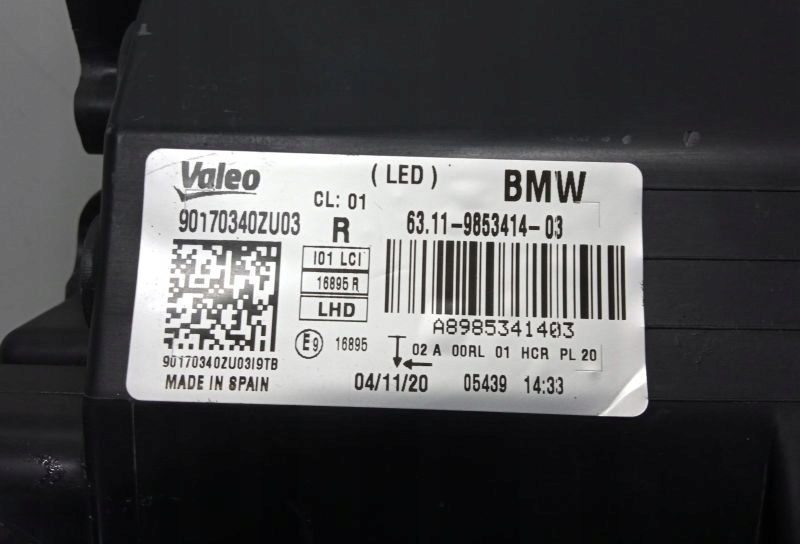 Valeo
(LED)
BMW
CL: 01
90170340ZU03
R
63.11-9853414-03
I01 LCI
16895 R
LHD
A8985341403
E9 16895
02 A 00RL 01 HCR PL 20
90170340ZU03I9TB
MADE IN SPAIN
04/11/20
05439 14:33